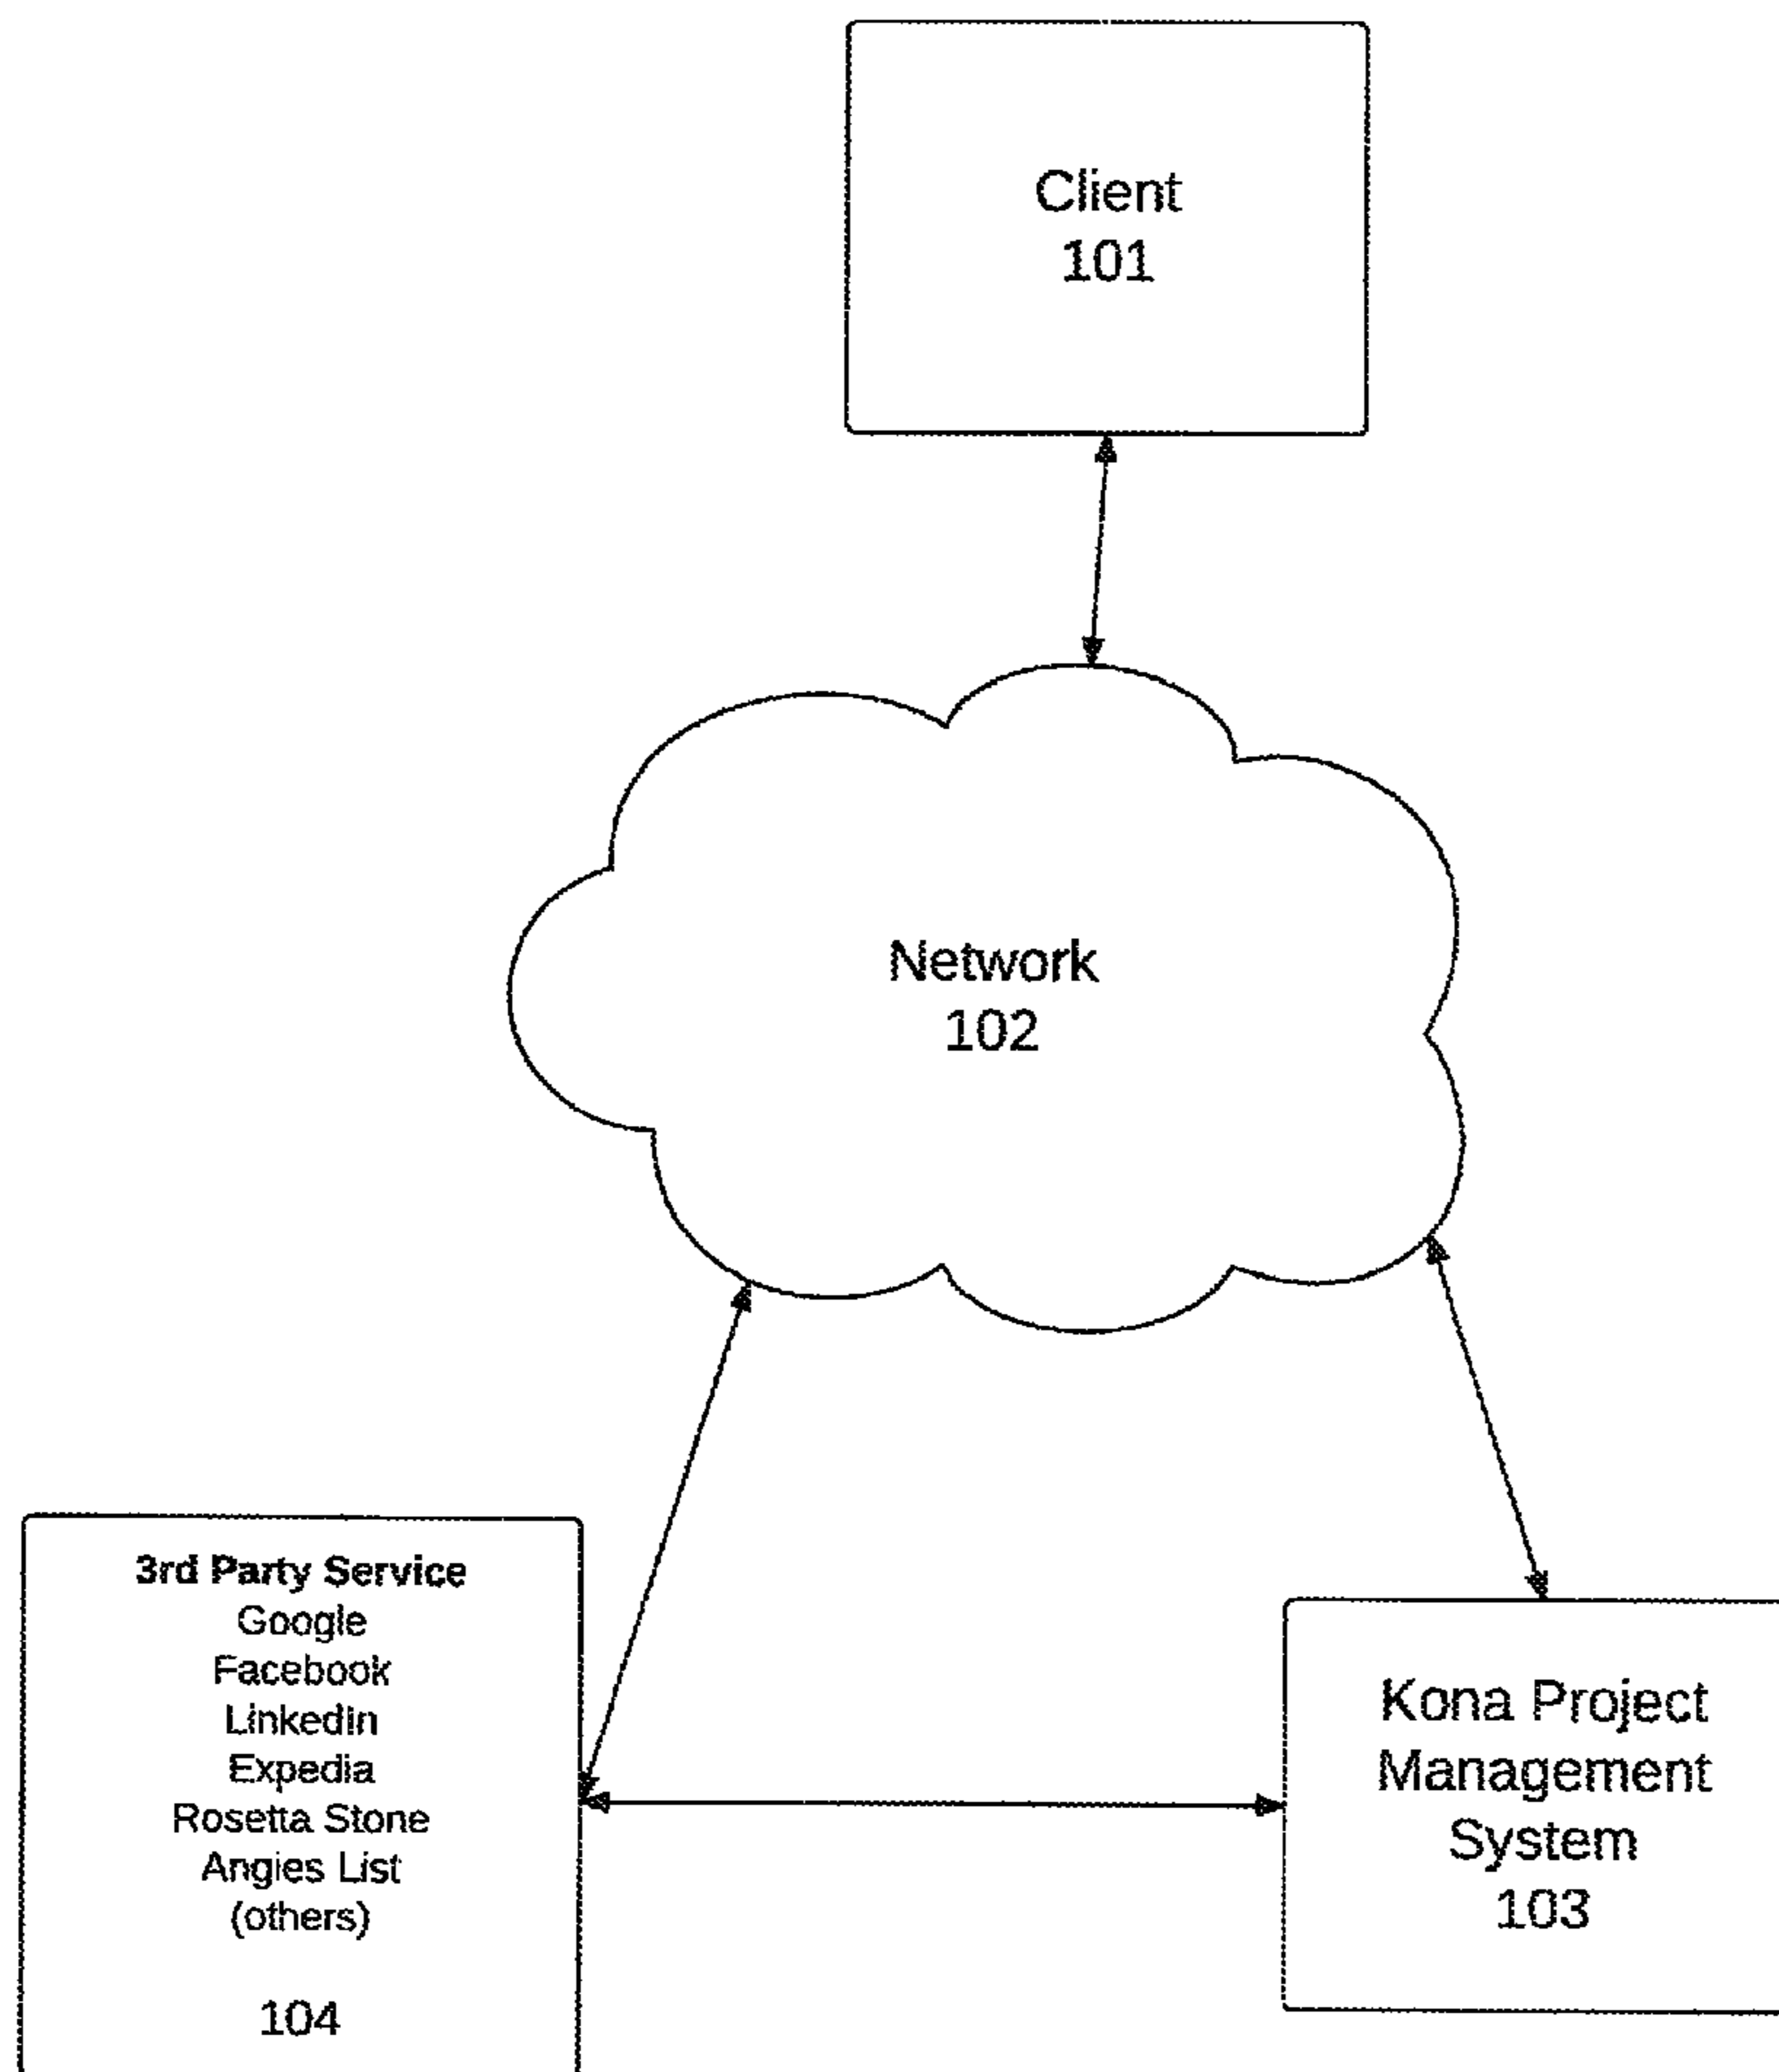 Client
101
Network
102
3rd Party Service
Google
Facebook
LinkedIn
Expedia
Rosetta Stone
Angies List
(others)
104
Kona Project
Management
System
103